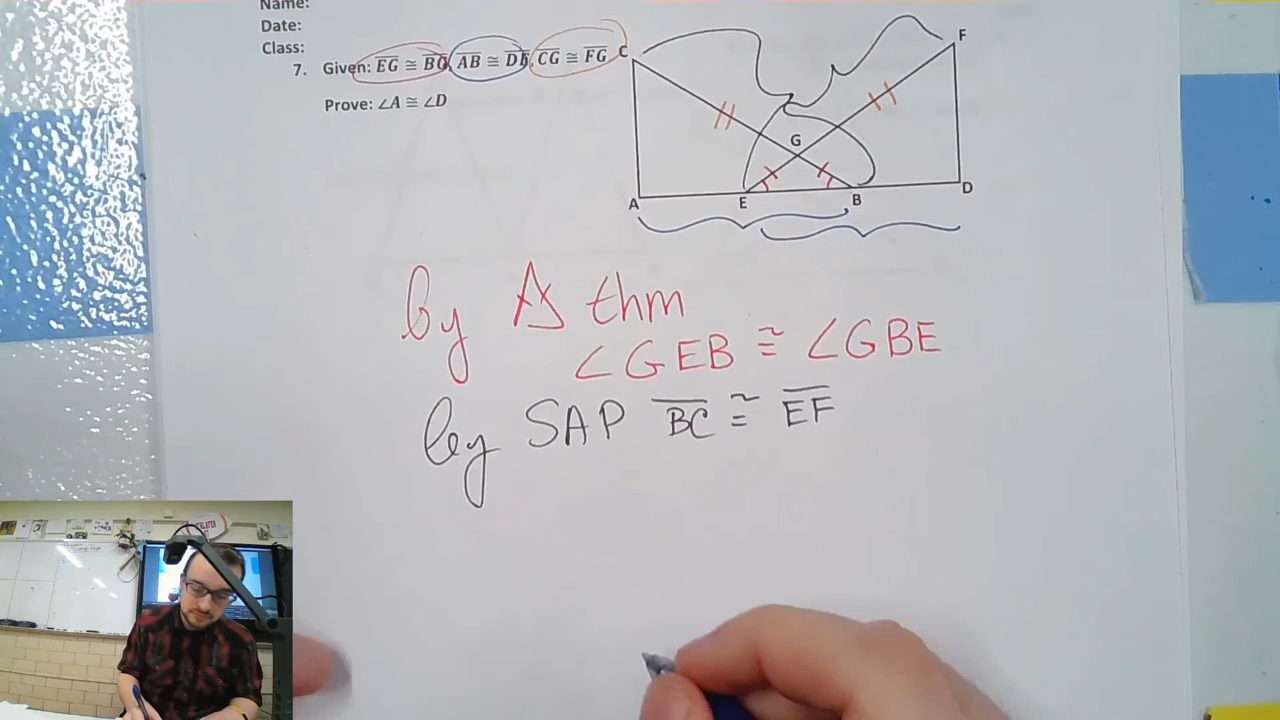 Name:
Date:
Class:
7. Given: EG ≅ BG, AB ≅ DE, CG ≅ FG
Prove: ∠A ≅ ∠D
C
F
G
A
E
B
D
by thm
∠GEB ≅ ∠GBE
by SAP BC ≅ EF